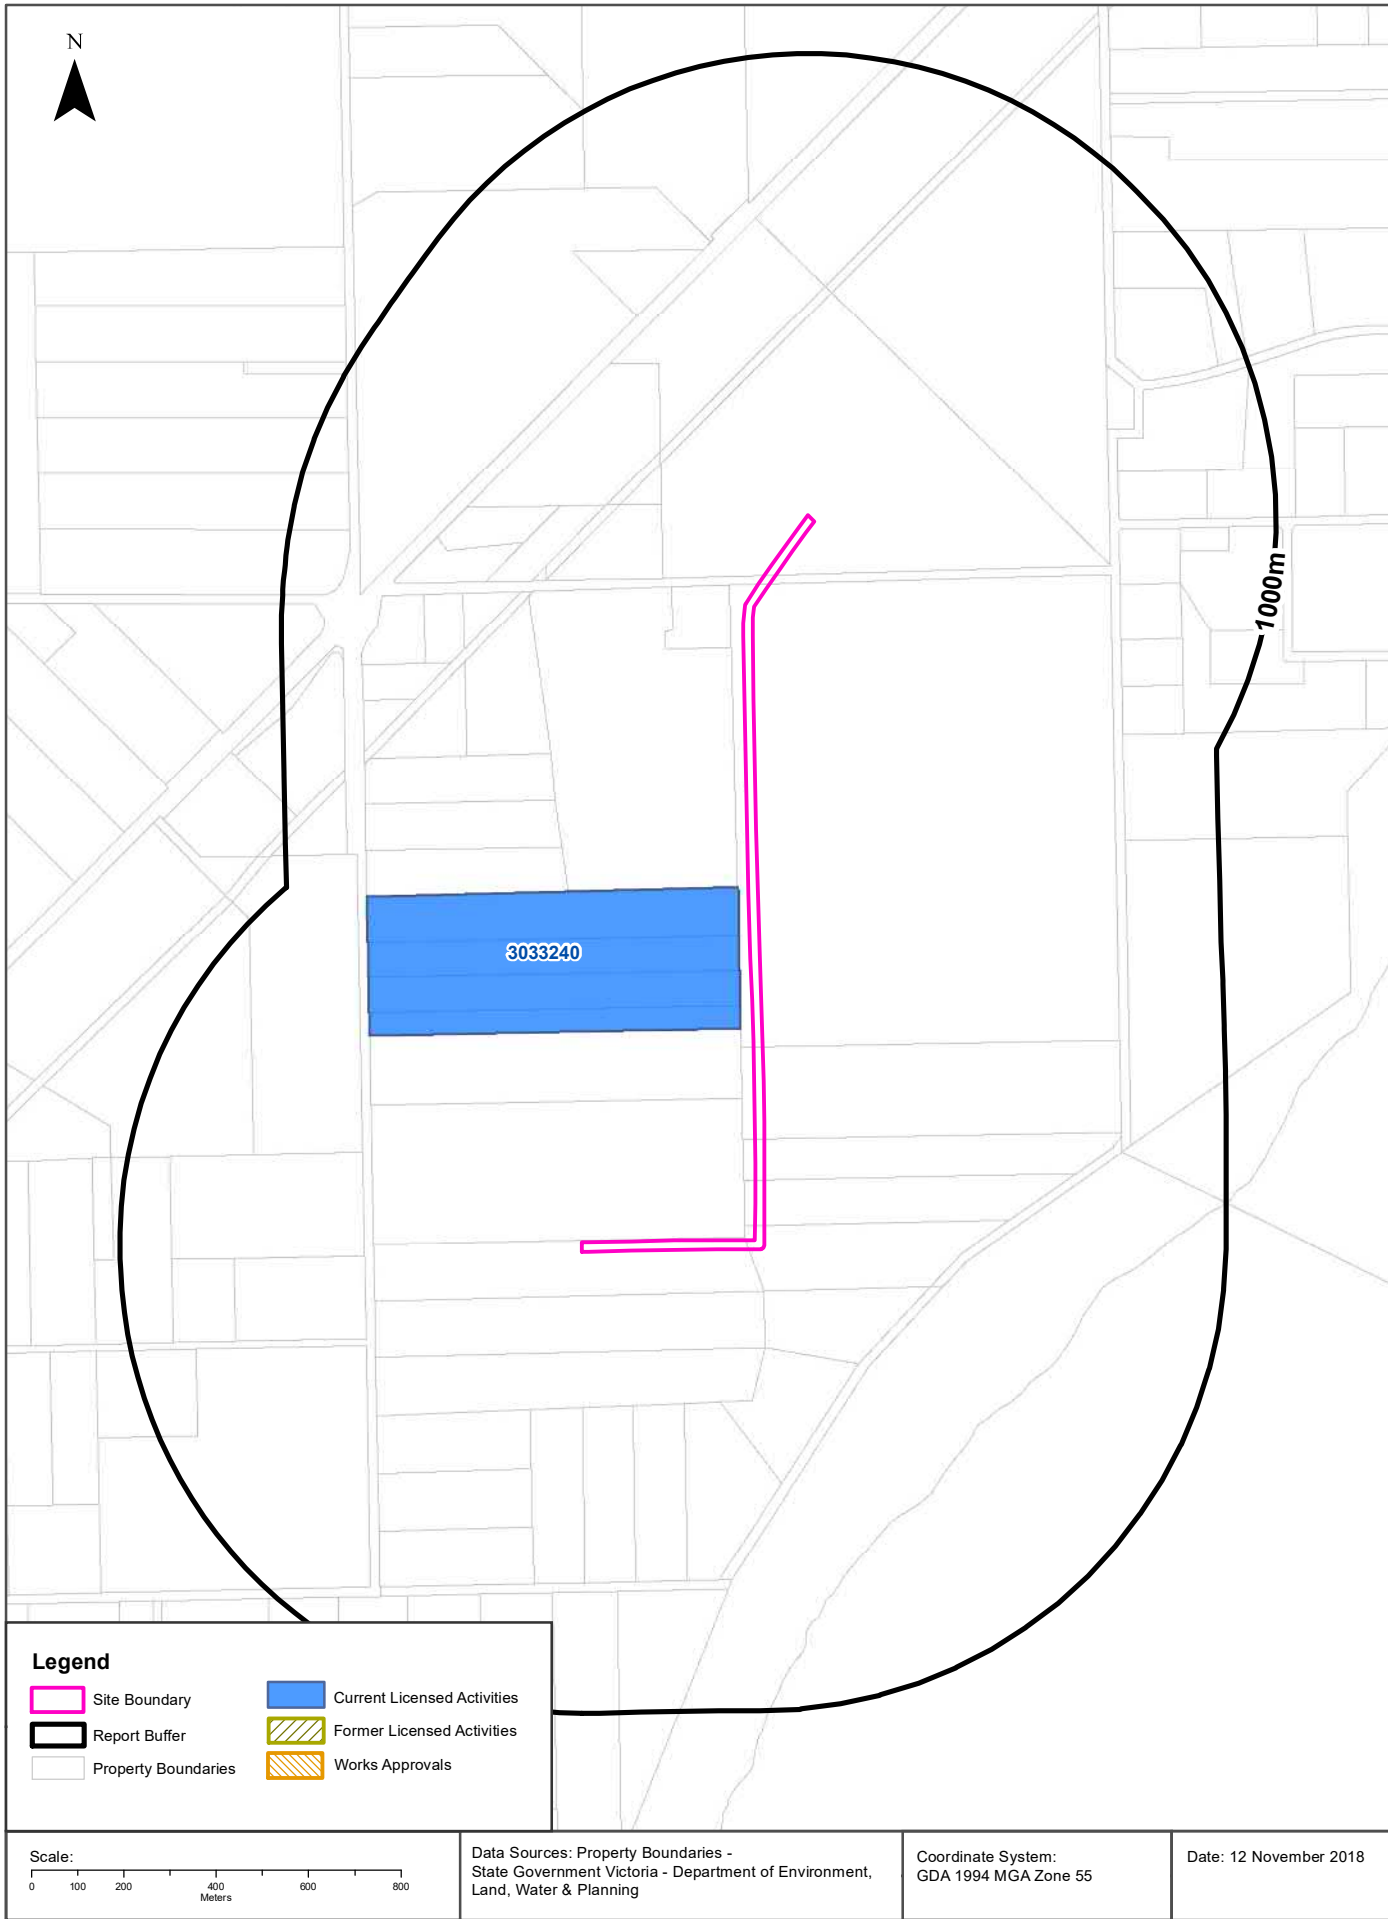 N
1000m
3033240
Legend
Site Boundary
Report Buffer
Property Boundaries
Current Licensed Activities
Former Licensed Activities
Works Approvals
Scale:
0 100 200 400 600 800
Meters
Data Sources: Property Boundaries -
State Government Victoria - Department of Environment,
Land, Water & Planning
Coordinate System:
GDA 1994 MGA Zone 55
Date: 12 November 2018